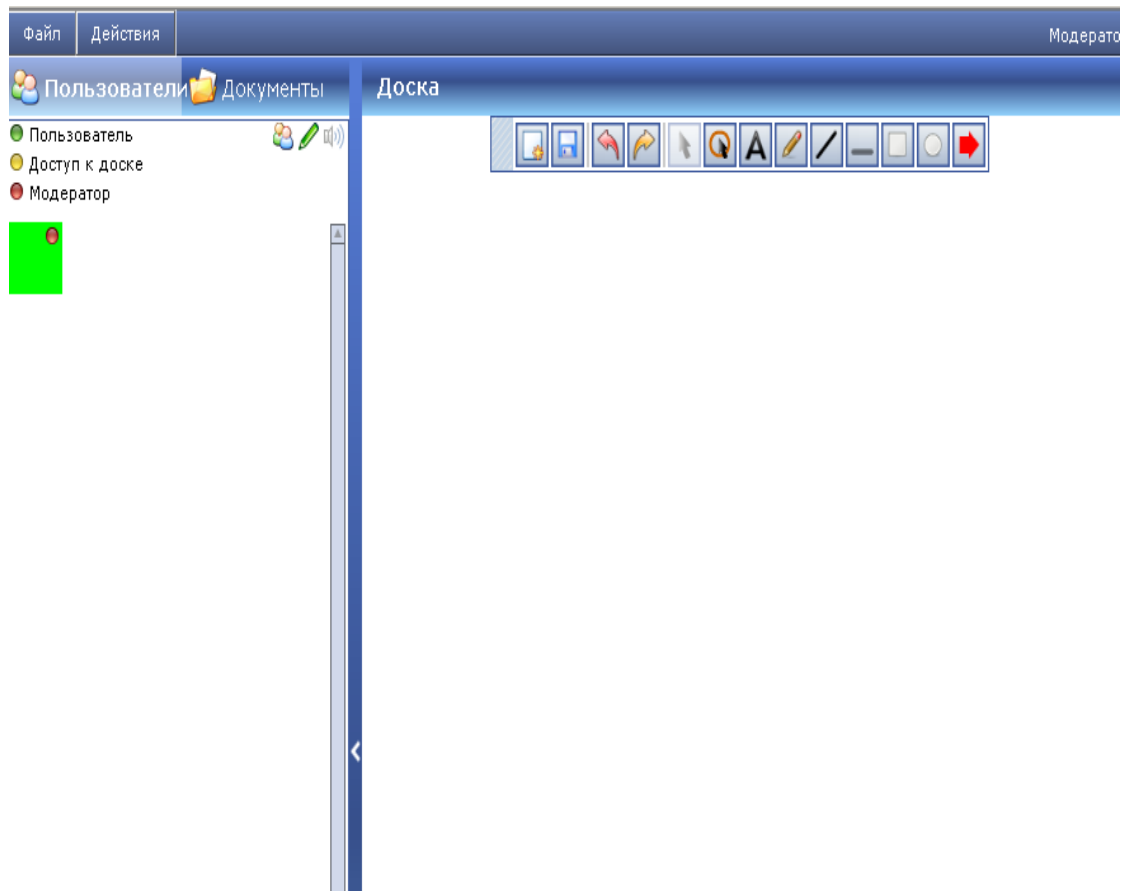 Файл Действия Модерато
Пользователи Документы Доска
Пользователь
Доступ к доске
Модератор